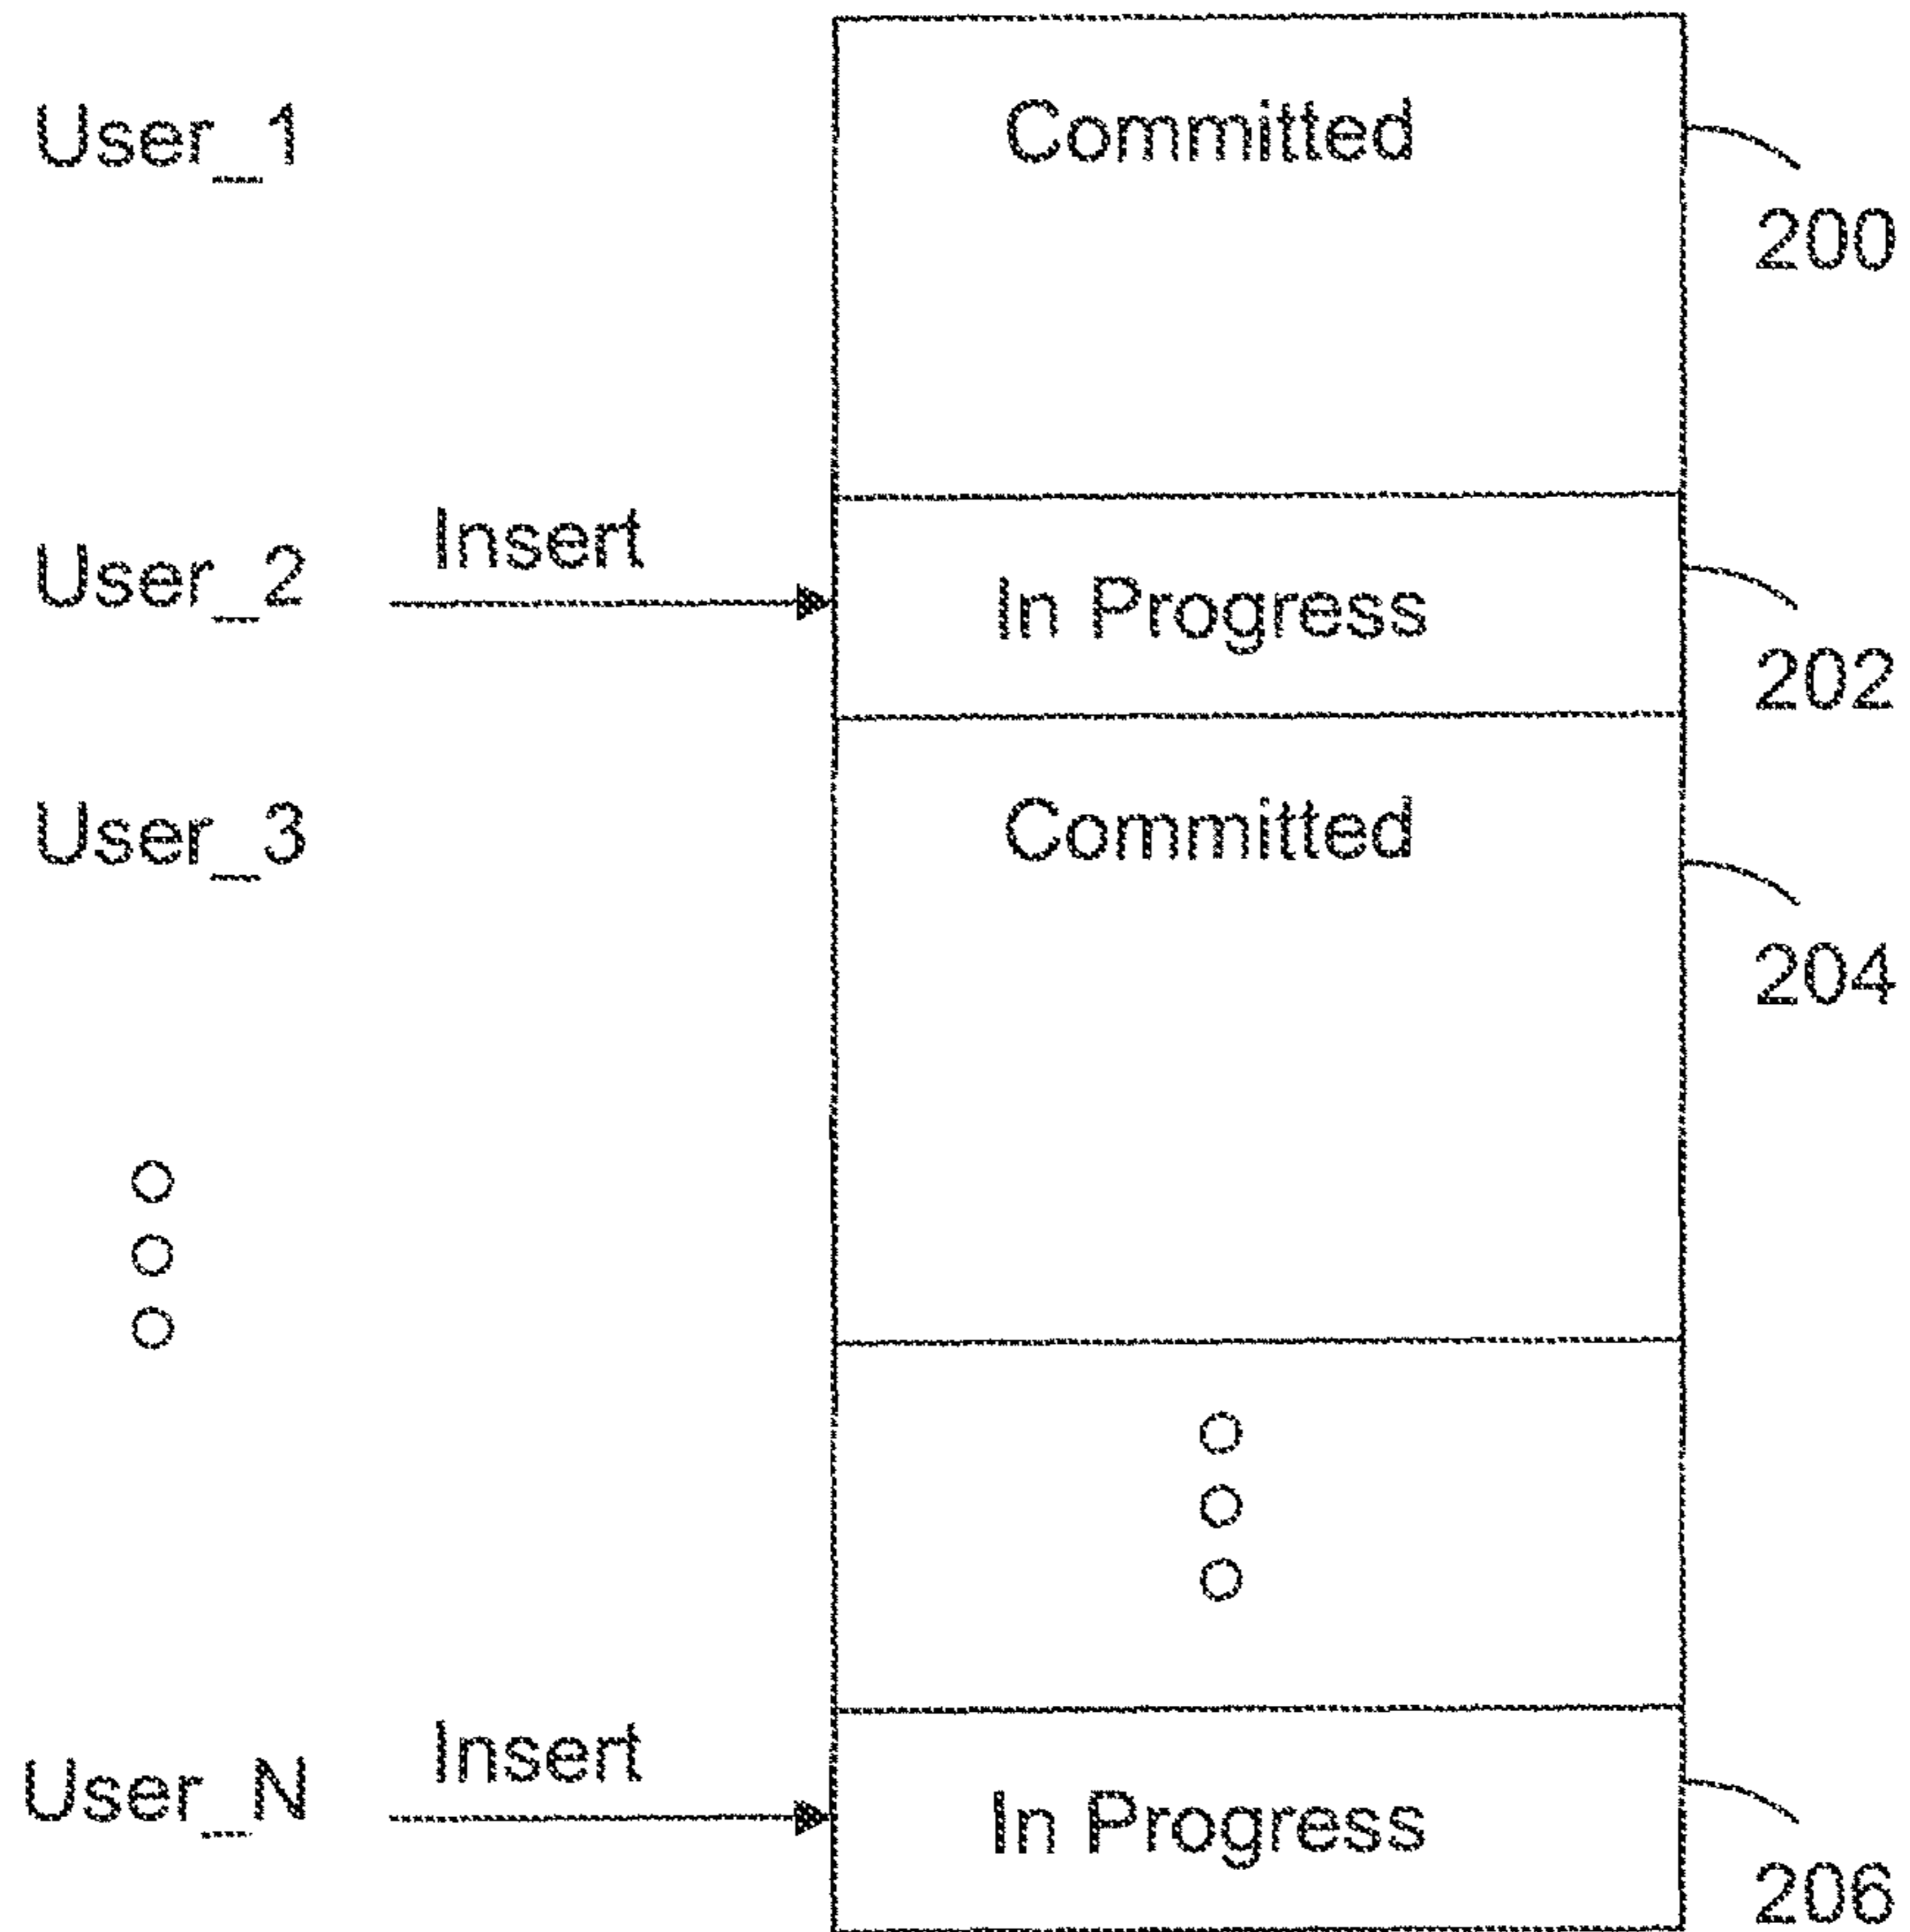 User_1
Committed
200
Insert
User_2
In Progress
202
User_3
Committed
204
Insert
User_N
In Progress
206